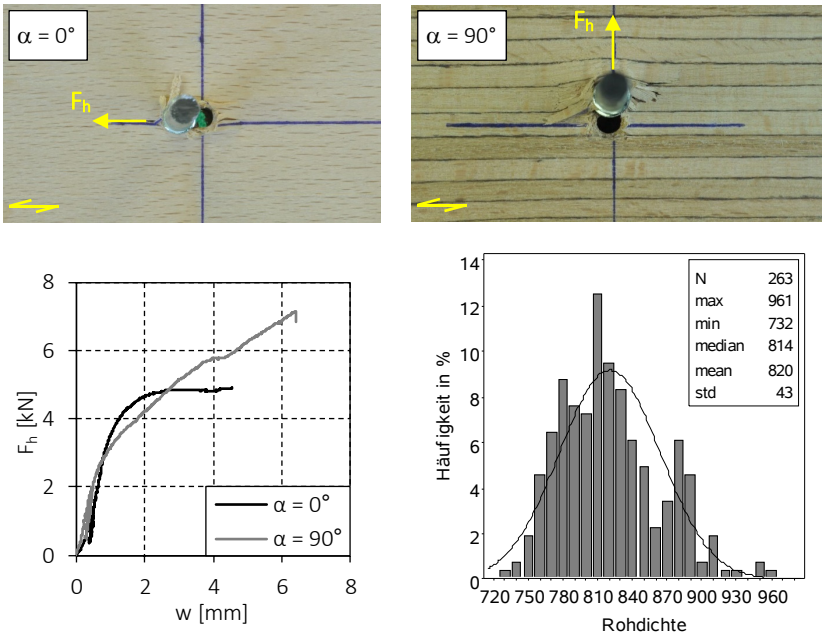 α = 0°
F_h
α = 90°
F_h
8
6
4
2
0
F_h [kN]
0 2 4 6 8
w [mm]
α = 0°
α = 90°
14
12
10
8
6
4
2
0
Häufigkeit in %
N 263
max 961
min 732
median 814
mean 820
std 43
720 750 780 810 840 870 900 930 960
Rohdichte